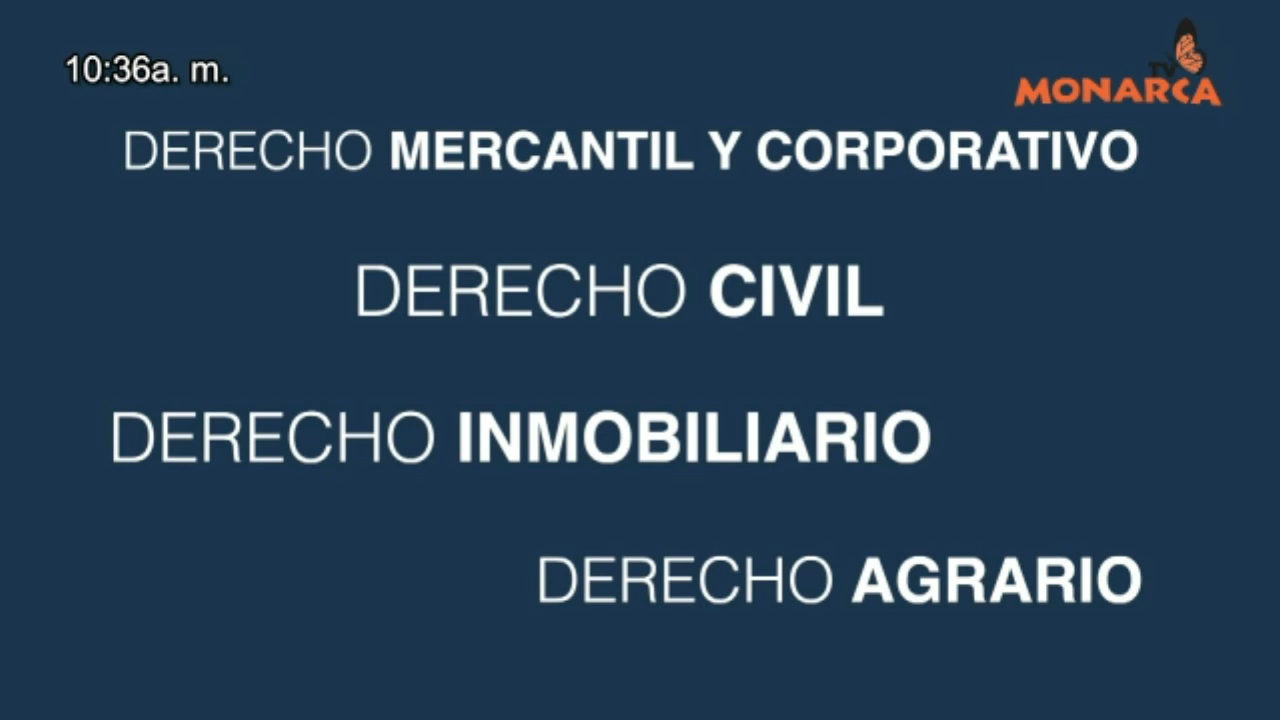 10:36a. m.
TV
MONARCA
DERECHO MERCANTIL Y CORPORATIVO
DERECHO CIVIL
DERECHO INMOBILIARIO
DERECHO AGRARIO